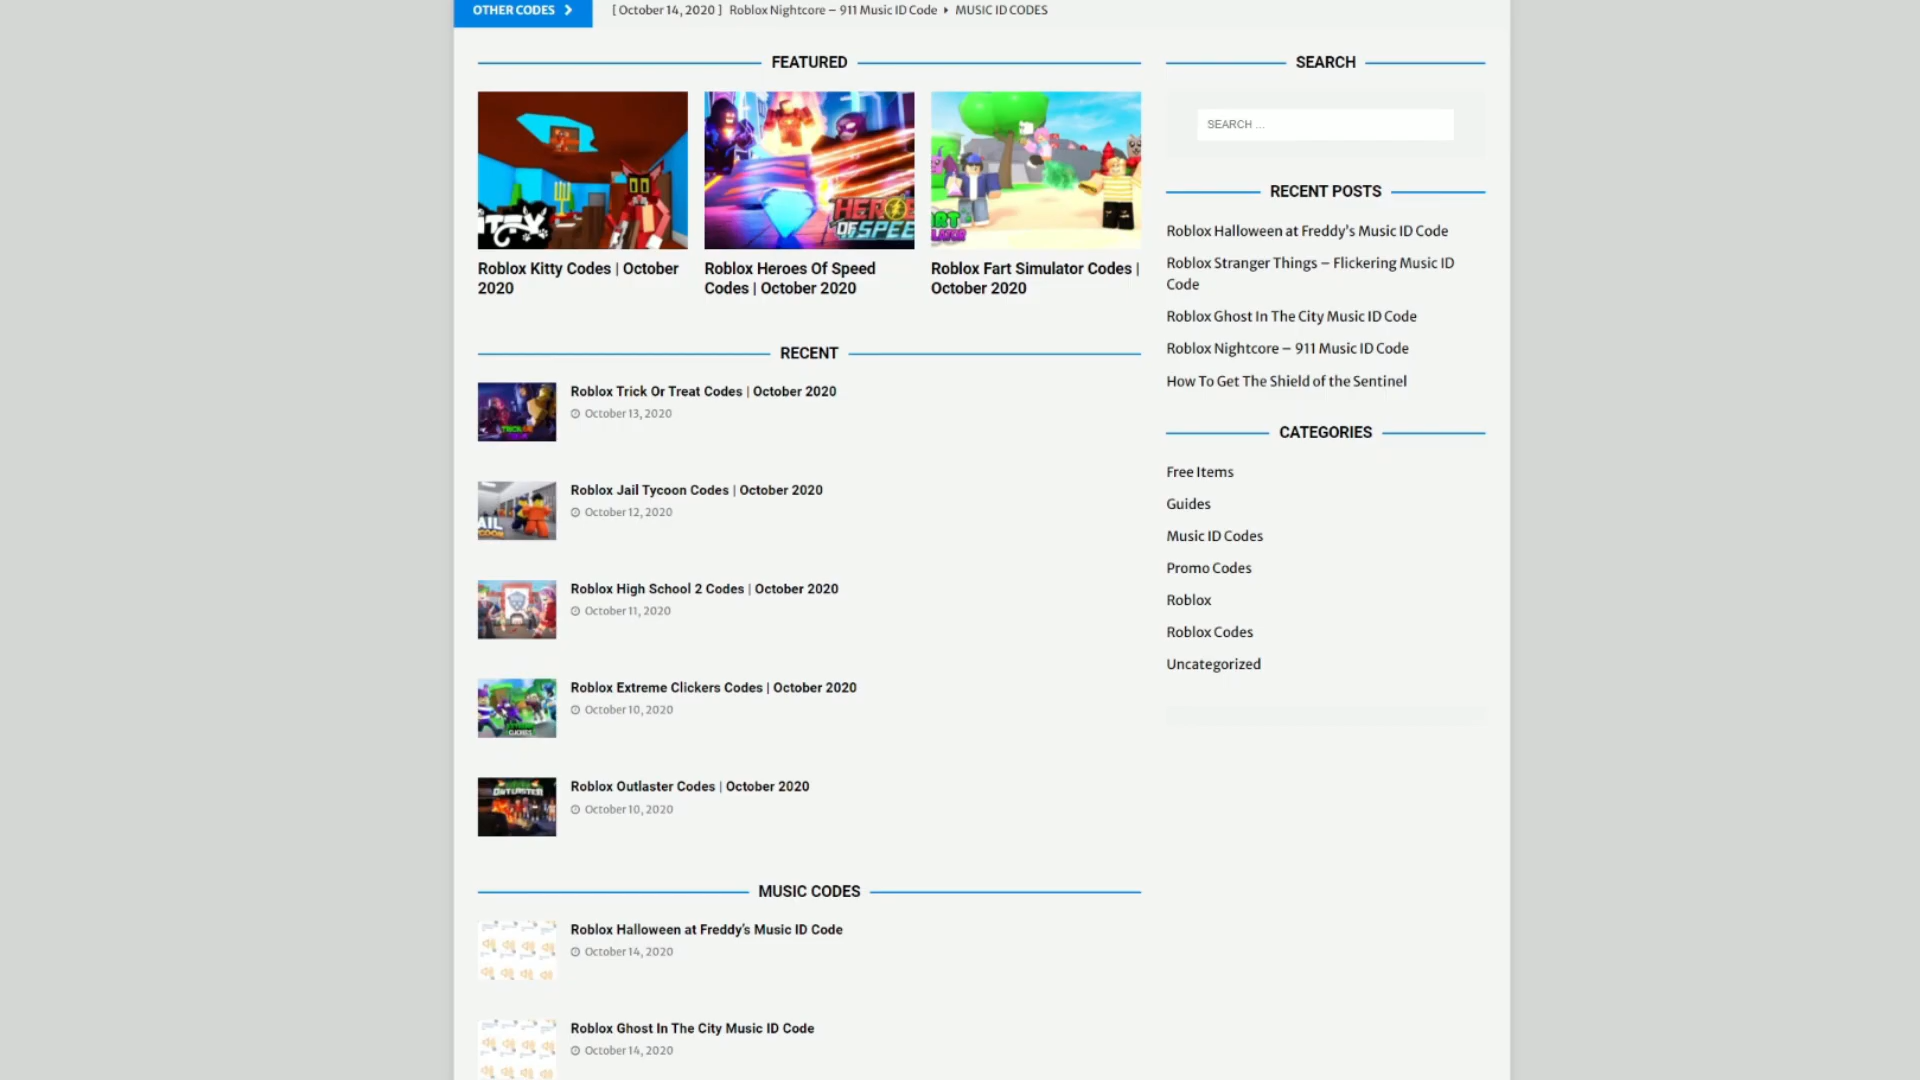 OTHER CODES
[ October 14, 2020 ] Roblox Nightcore – 911 Music ID Code
MUSIC ID CODES
FEATURED
HEROES
OF SPEE
Roblox Kitty Codes | October
2020
Roblox Heroes Of Speed
Codes | October 2020
Roblox Fart Simulator Codes |
October 2020
RECENT
Roblox Trick Or Treat Codes | October 2020
October 13, 2020
AIL
Roblox Jail Tycoon Codes | October 2020
October 12, 2020
Roblox High School 2 Codes | October 2020
October 11, 2020
Roblox Extreme Clickers Codes | October 2020
October 10, 2020
OUTLASTER
Roblox Outlaster Codes | October 2020
October 10, 2020
MUSIC CODES
Roblox Halloween at Freddy’s Music ID Code
October 14, 2020
Roblox Ghost In The City Music ID Code
October 14, 2020
SEARCH
SEARCH ...
RECENT POSTS
Roblox Halloween at Freddy’s Music ID Code
Roblox Stranger Things – Flickering Music ID
Code
Roblox Ghost In The City Music ID Code
Roblox Nightcore – 911 Music ID Code
How To Get The Shield of the Sentinel
CATEGORIES
Free Items
Guides
Music ID Codes
Promo Codes
Roblox
Roblox Codes
Uncategorized